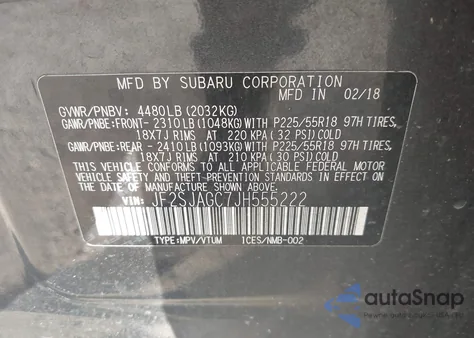 MFD BY SUBARU CORPORATION
MFD IN 02/18
GVWR/PNBV: 4480LB (2032KG)
GAWR/PNBE:FRONT- 2310LB (1048KG) WITH P225/55R18 97H TIRES,
18X7J RIMS AT 220 KPA (32 PSI) COLD
GAWR/PNBE:REAR - 2410LB (1093KG) WITH P225/55R18 97H TIRES,
18X7J RIMS AT 210 KPA (30 PSI) COLD
THIS VEHICLE CONFORMS TO ALL APPLICABLE FEDERAL MOTOR
VEHICLE SAFETY, BUMPER, AND THEFT PREVENTION STANDARDS
IN EFFECT ON THE DATE OF MANUFACTURE SHOWN ABOVE.
VIN: JF2SJAGC7JH555222
TYPE:MPV/VTUM ICES/NMB-002
autoSnap